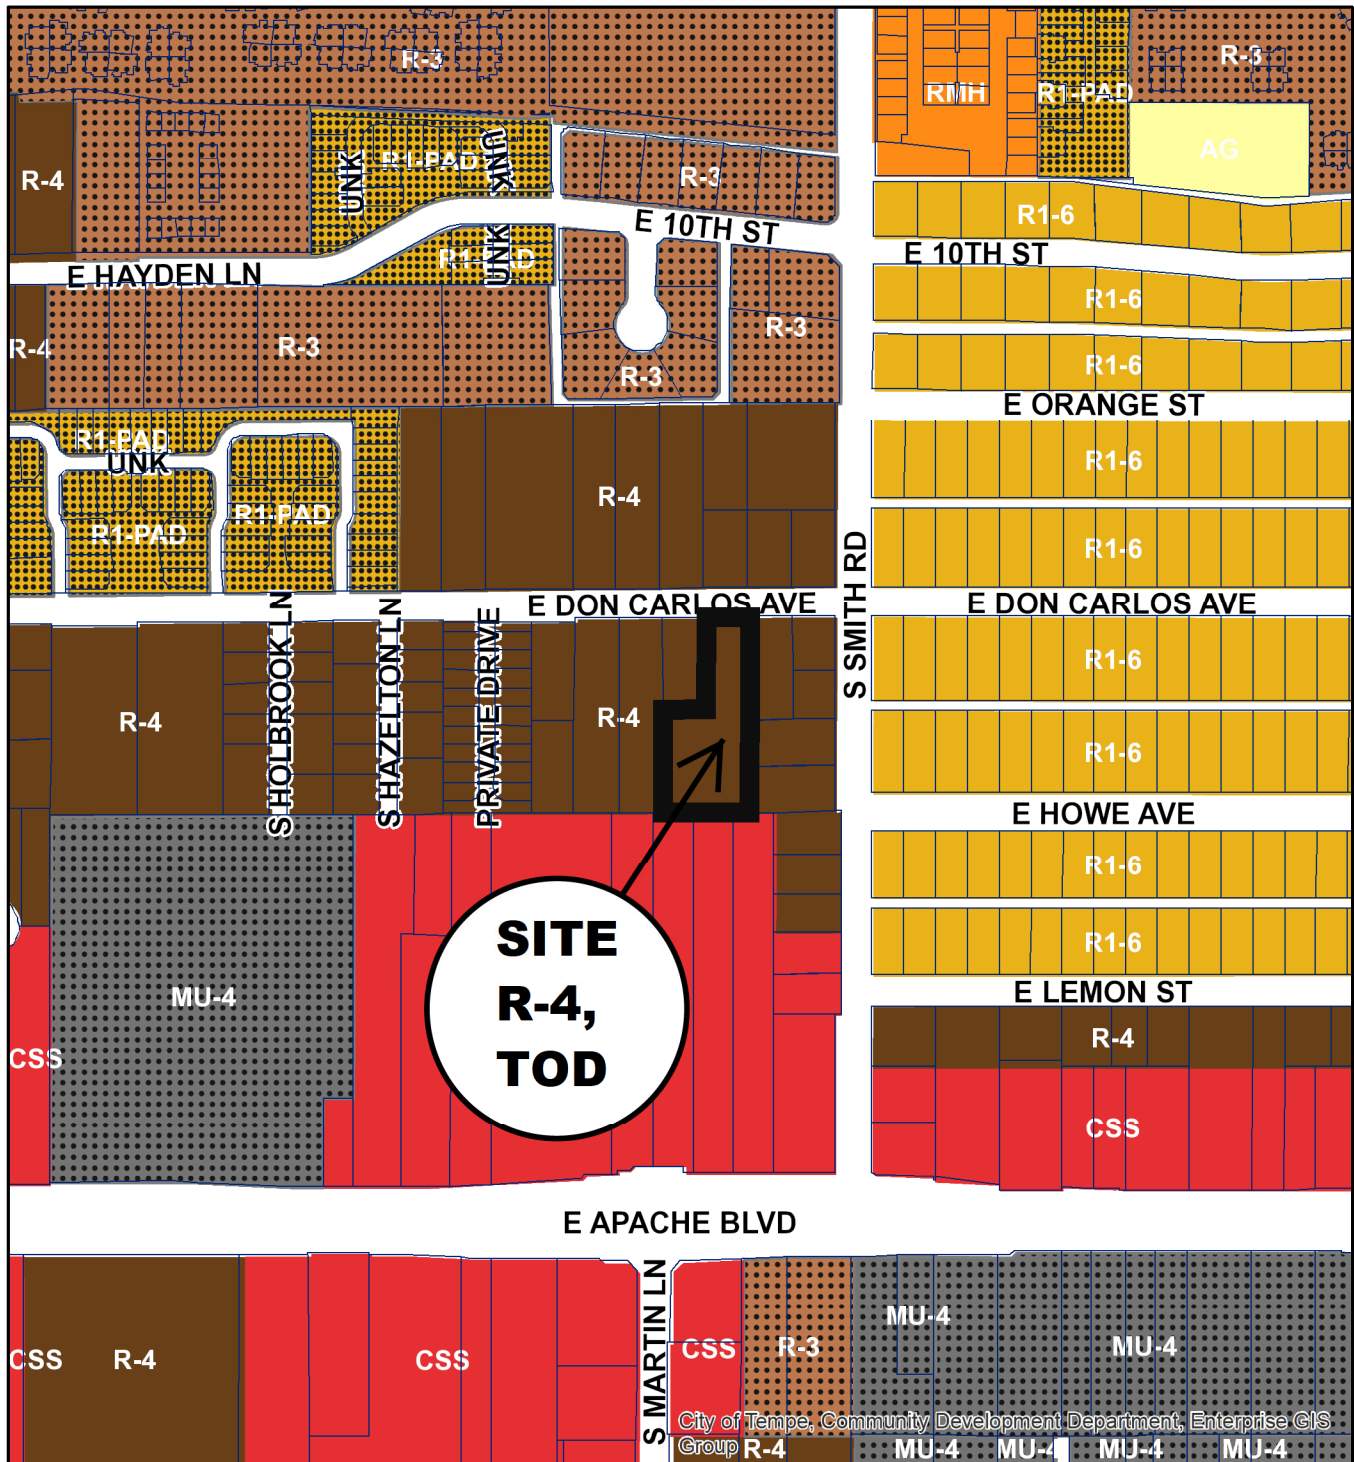 R-3
RMH
R1-PAD
R-3
AG
R-4
UNK
R1-PAD
UNK
R-3
R1-6
E 10TH ST
E 10TH ST
E HAYDEN LN
R1-PAD
UNK
R1-6
R-4
R-3
R-3
R-3
R1-6
E ORANGE ST
R1-PAD
UNK
R1-PAD
R1-PAD
R-4
R1-6
R1-6
S SMITH RD
E DON CARLOS AVE
E DON CARLOS AVE
S HOLBROOK LN
S HAZELTON LN
PRIVATE DRIVE
R-4
R-4
R1-6
R1-6
E HOWE AVE
R1-6
R1-6
E LEMON ST
SITE
R-4,
TOD
MU-4
CSS
R-4
CSS
E APACHE BLVD
S MARTIN LN
CSS
R-4
CSS
CSS
R-3
MU-4
MU-4
City of Tempe, Community Development Department, Enterprise GIS
Group
R-4
MU-4
MU-4
MU-4
MU-4